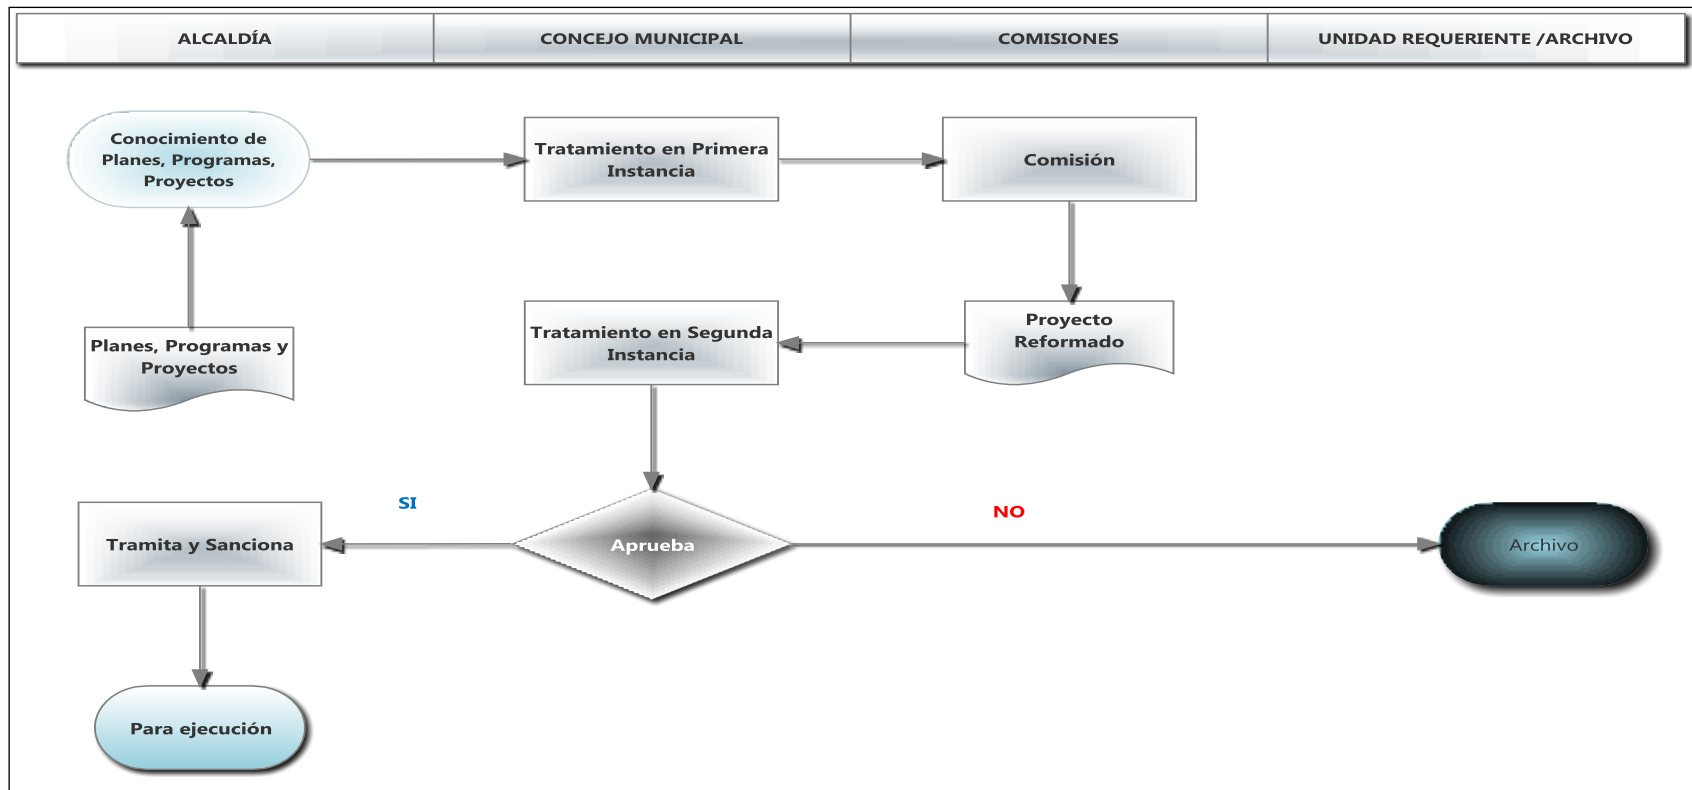 ALCALDÍA
CONCEJO MUNICIPAL
COMISIONES
UNIDAD REQUERIENTE /ARCHIVO
Conocimiento de
Planes, Programas,
Proyectos
Tratamiento en Primera
Instancia
Comisión
Planes, Programas y
Proyectos
Tratamiento en Segunda
Instancia
Proyecto
Reformado
SI
NO
Tramita y Sanciona
Aprueba
Archivo
Para ejecución